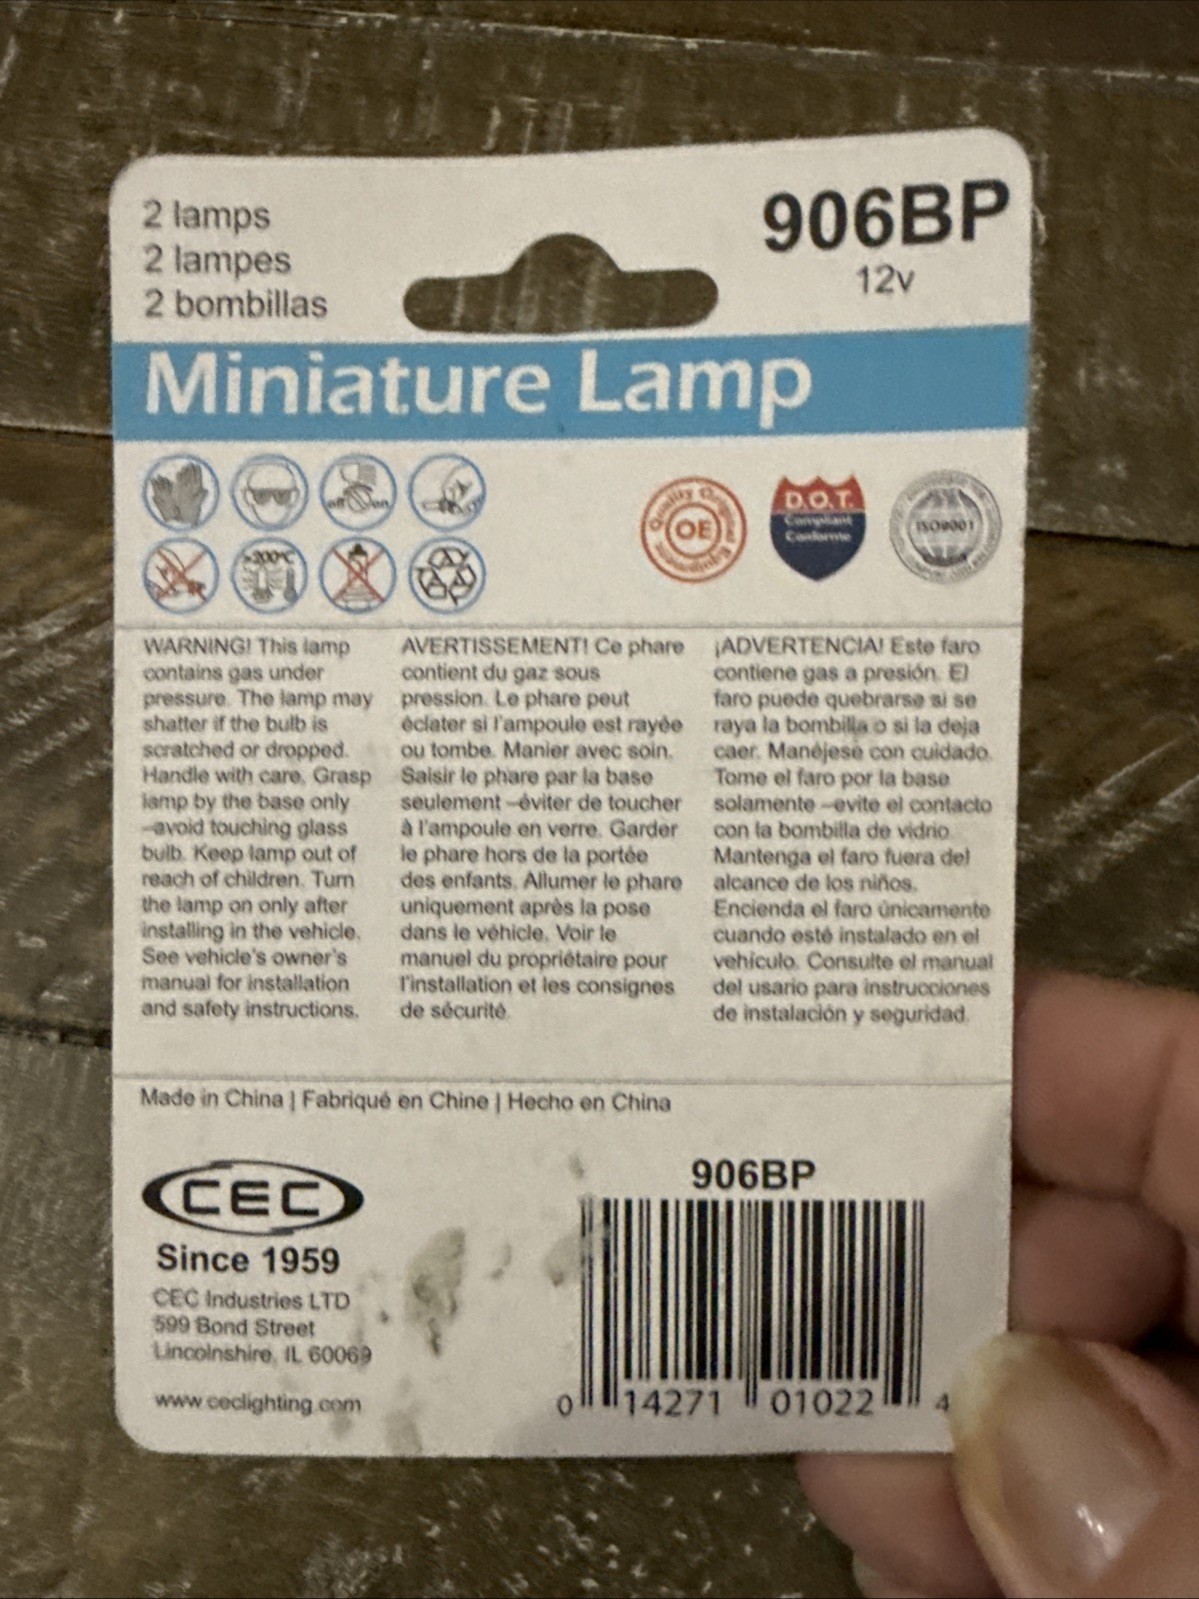 2 lamps
2 lampes
2 bombillas
906BP
12v
Miniature Lamp
off on
>200°C
Quality Original Equipment
OE
D.O.T.
Compliant
Conforme
ISO9001
WARNING! This lamp
contains gas under
pressure. The lamp may
shatter if the bulb is
scratched or dropped.
Handle with care. Grasp
lamp by the base only
–avoid touching glass
bulb. Keep lamp out of
reach of children. Turn
the lamp on only after
installing in the vehicle.
See vehicle's owner's
manual for installation
and safety instructions.
AVERTISSEMENT! Ce phare
contient du gaz sous
pression. Le phare peut
éclater si l'ampoule est rayée
ou tombe. Manier avec soin.
Saisir le phare par la base
seulement –éviter de toucher
à l'ampoule en verre. Garder
le phare hors de la portée
des enfants. Allumer le phare
uniquement après la pose
dans le véhicle. Voir le
manuel du propriétaire pour
l'installation et les consignes
de sécurité.
¡ADVERTENCIA! Este faro
contiene gas a presión. El
faro puede quebrarse si se
raya la bombilla o si la deja
caer. Manéjese con cuidado.
Tome el faro por la base
solamente –evite el contacto
con la bombilla de vidrio.
Mantenga el faro fuera del
alcance de los niños.
Encienda el faro únicamente
cuando esté instalado en el
vehículo. Consulte el manual
del usario para instrucciones
de instalación y seguridad.
Made in China | Fabriqué en Chine | Hecho en China
CEC
Since 1959
CEC Industries LTD
599 Bond Street
Lincolnshire, IL 60069
www.ceclighting.com
906BP
0 14271 01022 4